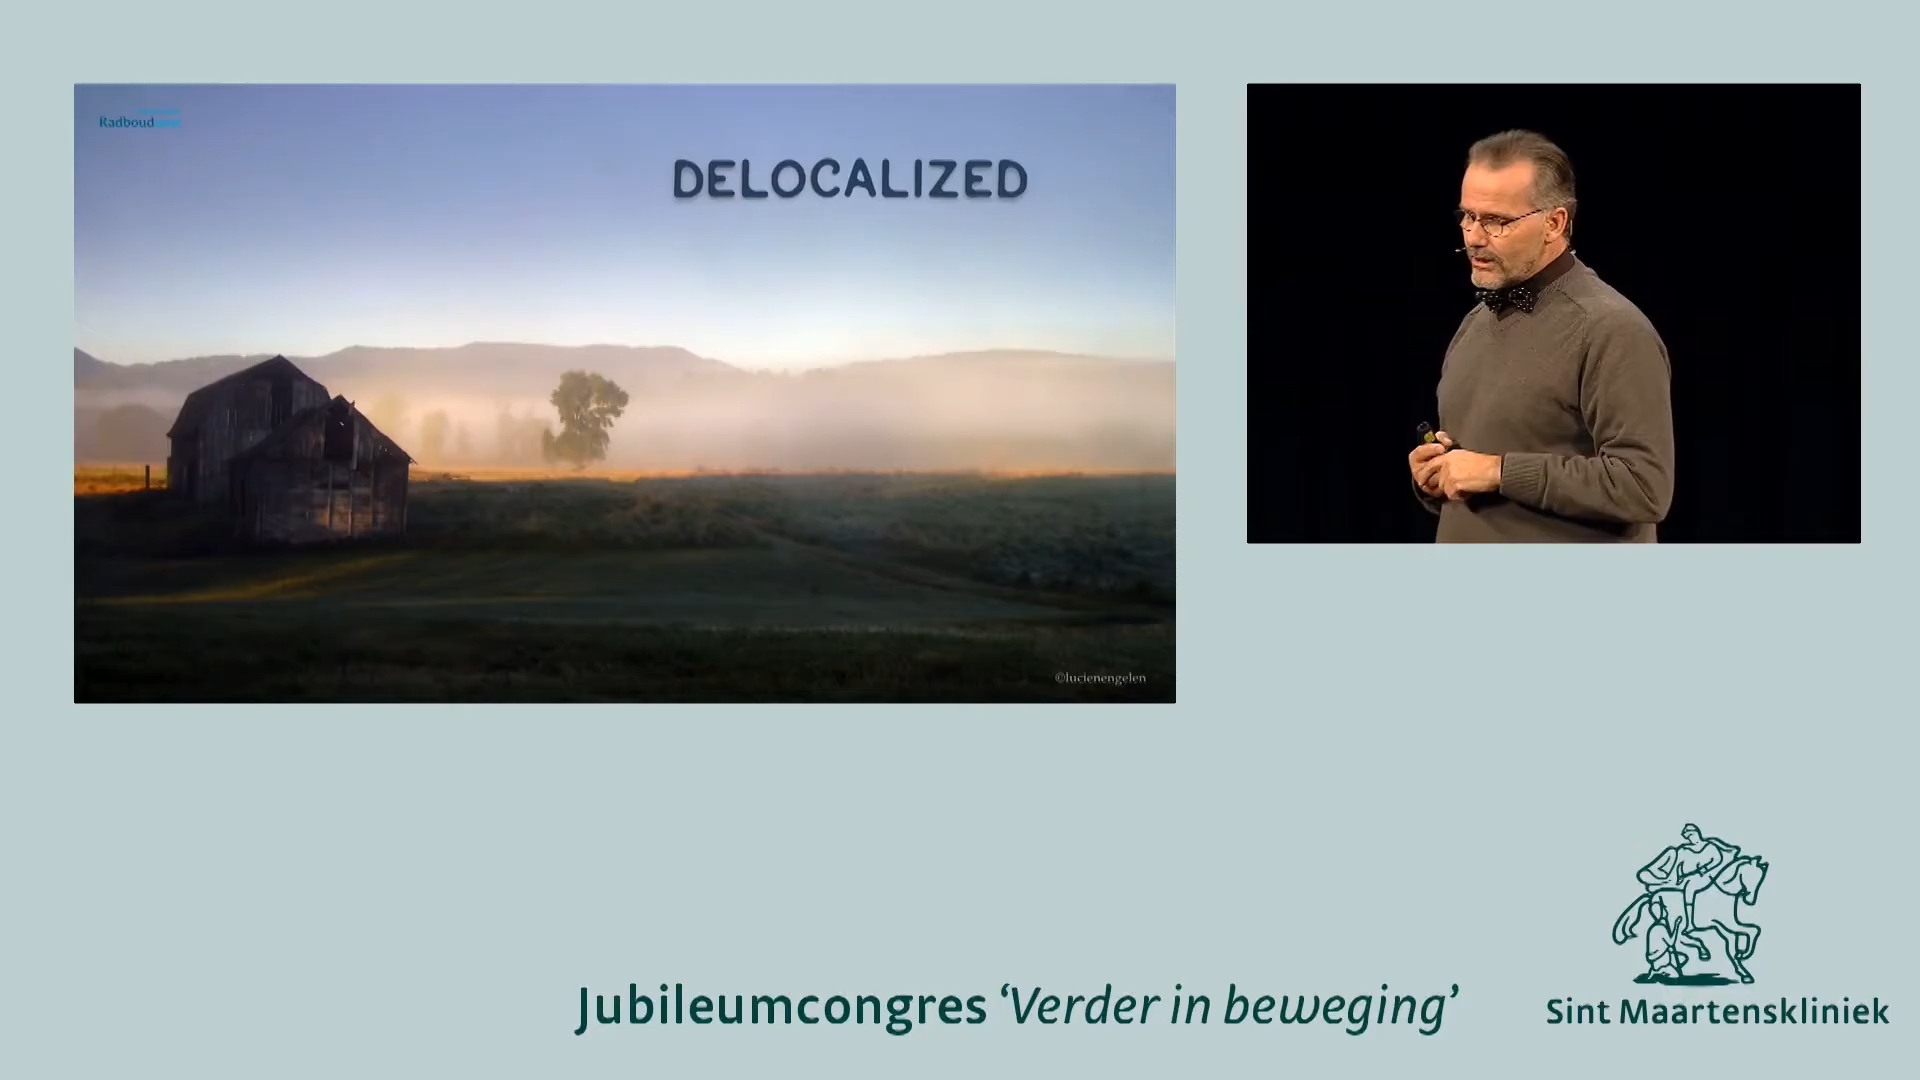 Radboud
DELOCALIZED
©lucienengelen
Jubileumcongres ‘Verder in beweging’
Sint Maartenskliniek